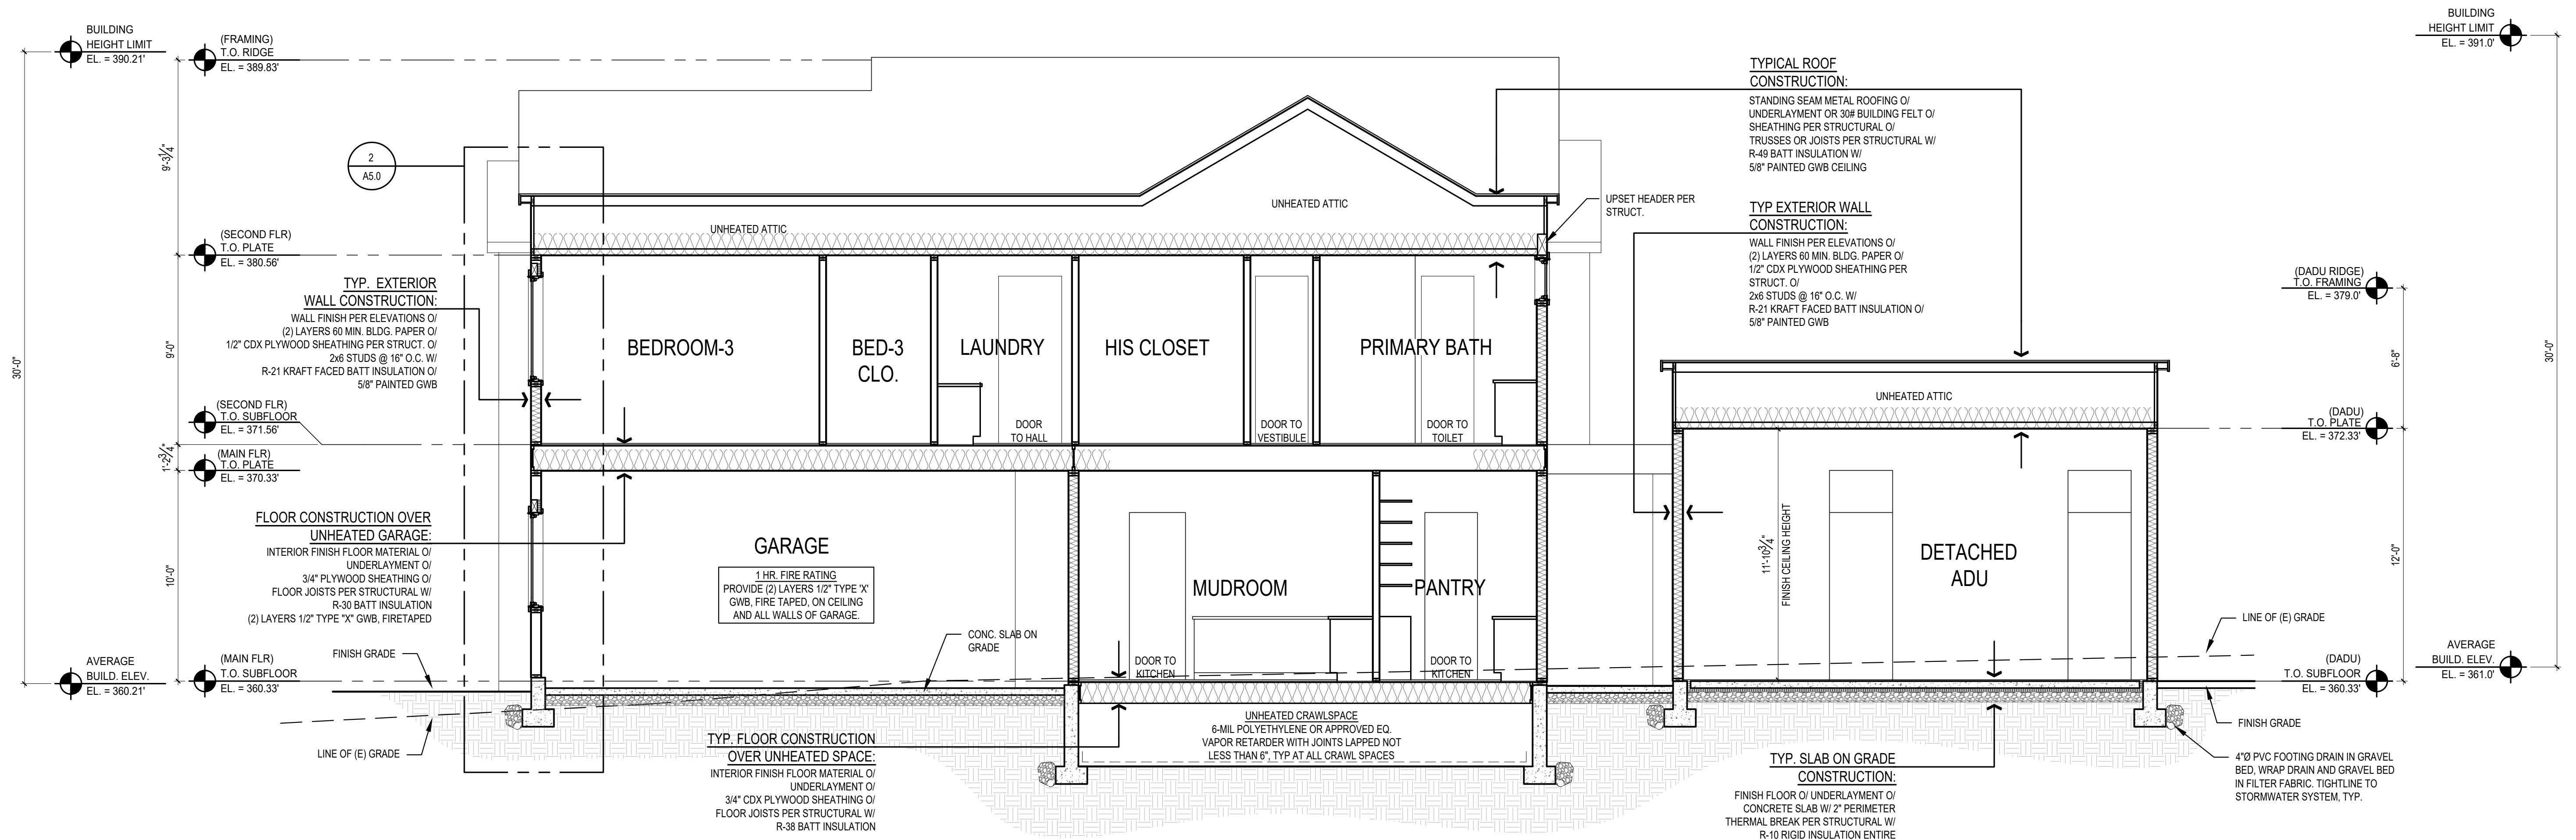 BUILDING
HEIGHT LIMIT
EL. = 390.21'
(FRAMING)
T.O. RIDGE
EL. = 389.83'
BUILDING
HEIGHT LIMIT
EL. = 391.0'
TYPICAL ROOF
CONSTRUCTION:
STANDING SEAM METAL ROOFING O/
UNDERLAYMENT OR 30# BUILDING FELT O/
SHEATHING PER STRUCTURAL O/
TRUSSES OR JOISTS PER STRUCTURAL W/
R-49 BATT INSULATION W/
5/8" PAINTED GWB CEILING
9'-3 1/4"
2
A5.0
UNHEATED ATTIC
UNHEATED ATTIC
UPSET HEADER PER
STRUCT.
TYP EXTERIOR WALL
CONSTRUCTION:
WALL FINISH PER ELEVATIONS O/
(2) LAYERS 60 MIN. BLDG. PAPER O/
1/2" CDX PLYWOOD SHEATHING PER
STRUCT. O/
2x6 STUDS @ 16" O.C. W/
R-21 KRAFT FACED BATT INSULATION O/
5/8" PAINTED GWB
(SECOND FLR)
T.O. PLATE
EL. = 380.56'
TYP. EXTERIOR
WALL CONSTRUCTION:
WALL FINISH PER ELEVATIONS O/
(2) LAYERS 60 MIN. BLDG. PAPER O/
1/2" CDX PLYWOOD SHEATHING PER STRUCT. O/
2x6 STUDS @ 16" O.C. W/
R-21 KRAFT FACED BATT INSULATION O/
5/8" PAINTED GWB
(DADU RIDGE)
T.O. FRAMING
EL. = 379.0'
30'-0"
9'-0"
BEDROOM-3
BED-3
CLO.
LAUNDRY
HIS CLOSET
PRIMARY BATH
6'-8"
30'-0"
UNHEATED ATTIC
(SECOND FLR)
T.O. SUBFLOOR
EL. = 371.56'
DOOR
TO HALL
DOOR TO
VESTIBULE
DOOR TO
TOILET
(DADU)
T.O. PLATE
EL. = 372.33'
1'-2 3/4"
(MAIN FLR)
T.O. PLATE
EL. = 370.33'
FLOOR CONSTRUCTION OVER
UNHEATED GARAGE:
INTERIOR FINISH FLOOR MATERIAL O/
UNDERLAYMENT O/
3/4" PLYWOOD SHEATHING O/
FLOOR JOISTS PER STRUCTURAL W/
R-30 BATT INSULATION
(2) LAYERS 1/2" TYPE "X" GWB, FIRETAPED
10'-0"
GARAGE
1 HR. FIRE RATING
PROVIDE (2) LAYERS 1/2" TYPE 'X'
GWB, FIRE TAPED, ON CEILING
AND ALL WALLS OF GARAGE.
MUDROOM
PANTRY
11'-10 3/4"
FINISH CEILING HEIGHT
DETACHED
ADU
12'-0"
LINE OF (E) GRADE
CONC. SLAB ON
GRADE
FINISH GRADE
DOOR TO
KITCHEN
DOOR TO
KITCHEN
AVERAGE
BUILD. ELEV.
EL. = 360.21'
(MAIN FLR)
T.O. SUBFLOOR
EL. = 360.33'
(DADU)
T.O. SUBFLOOR
EL. = 360.33'
AVERAGE
BUILD. ELEV.
EL. = 361.0'
FINISH GRADE
LINE OF (E) GRADE
TYP. FLOOR CONSTRUCTION
OVER UNHEATED SPACE:
INTERIOR FINISH FLOOR MATERIAL O/
UNDERLAYMENT O/
3/4" CDX PLYWOOD SHEATHING O/
FLOOR JOISTS PER STRUCTURAL W/
R-38 BATT INSULATION
UNHEATED CRAWLSPACE
6-MIL POLYETHYLENE OR APPROVED EQ.
VAPOR RETARDER WITH JOINTS LAPPED NOT
LESS THAN 6", TYP AT ALL CRAWL SPACES
TYP. SLAB ON GRADE
CONSTRUCTION:
FINISH FLOOR O/ UNDERLAYMENT O/
CONCRETE SLAB W/ 2" PERIMETER
THERMAL BREAK PER STRUCTURAL W/
R-10 RIGID INSULATION ENTIRE
4"Ø PVC FOOTING DRAIN IN GRAVEL
BED, WRAP DRAIN AND GRAVEL BED
IN FILTER FABRIC. TIGHTLINE TO
STORMWATER SYSTEM, TYP.